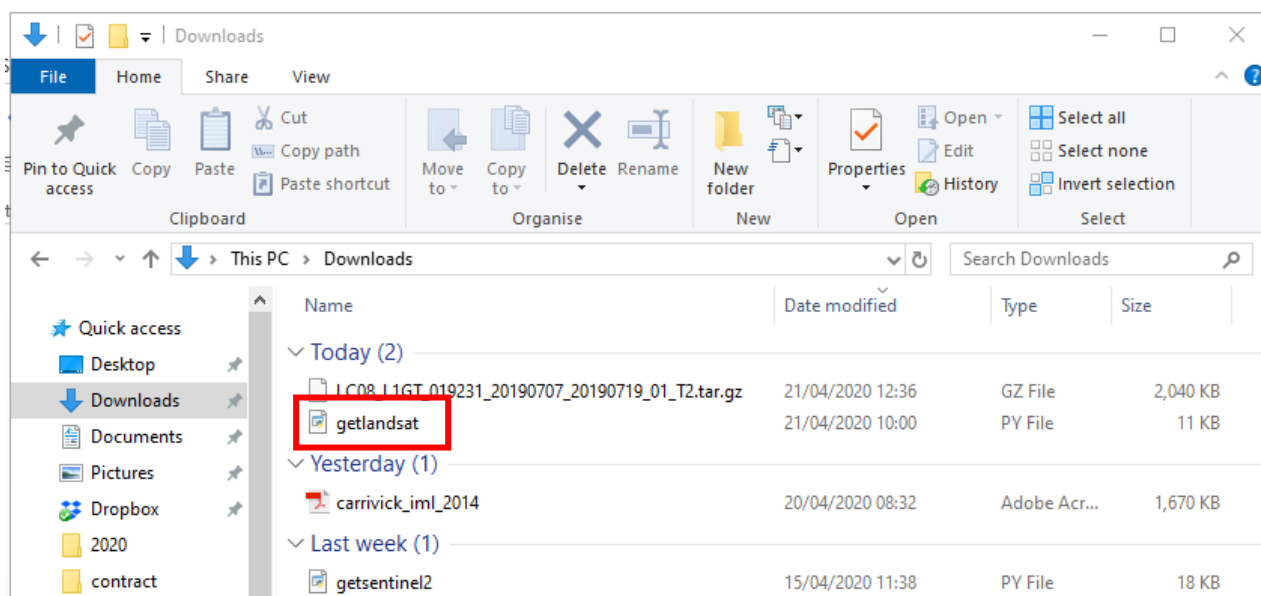 Downloads
File Home Share View
Pin to Quick access
Copy
Paste
Cut
Copy path
Paste shortcut
Clipboard
Move to
Copy to
Delete
Rename
Organise
New folder
New
Properties
Open
Edit
History
Open
Select all
Select none
Invert selection
Select
This PC Downloads
Search Downloads
Name Date modified Type Size
Quick access
Desktop
Downloads
Documents
Pictures
Dropbox
2020
contract
Today (2)
LC08_L1GT_019231_20190707_20190719_01_T2.tar.gz 21/04/2020 12:36 GZ File 2,040 KB
getlandsat 21/04/2020 10:00 PY File 11 KB
Yesterday (1)
carrivick_iml_2014 20/04/2020 08:32 Adobe Acr... 1,670 KB
Last week (1)
getsentinel2 15/04/2020 11:38 PY File 18 KB